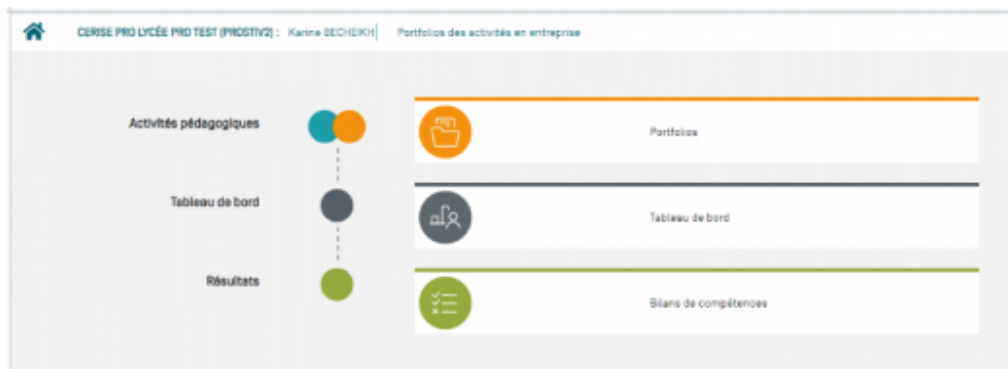 CERISE PRO LYCÉE PRO TEST (PROSTIV2) : Karine SECHEIKH Portfolios des activités en entreprise
Activités pédagogiques
Portfolios
Tableau de bord
Tableau de bord
Résultats
Bilans de compétences